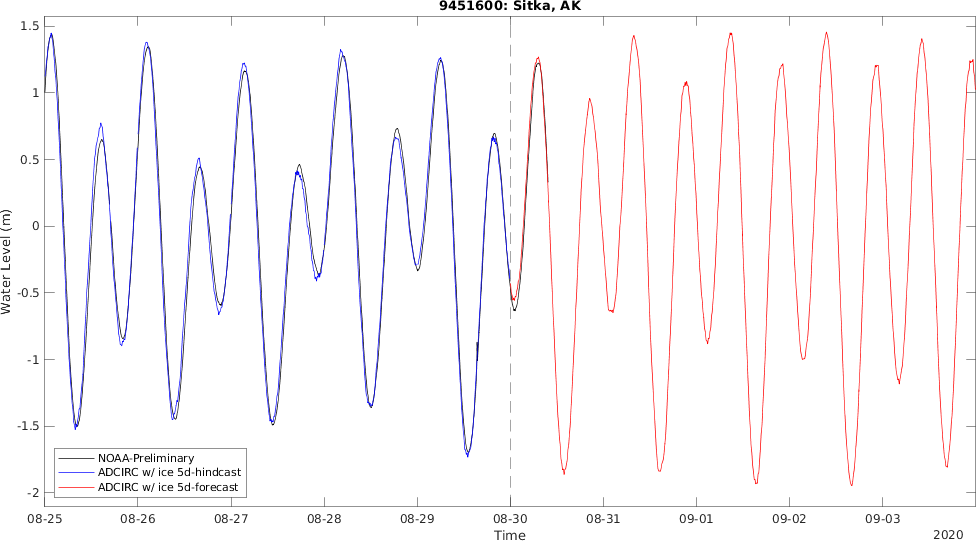 9451600: Sitka, AK
1.5
1
0.5
0
-0.5
-1
-1.5
-2
Water Level (m)
NOAA-Preliminary
ADCIRC w/ ice 5d-hindcast
ADCIRC w/ ice 5d-forecast
08-25 08-26 08-27 08-28 08-29 08-30 08-31 09-01 09-02 09-03
Time
2020